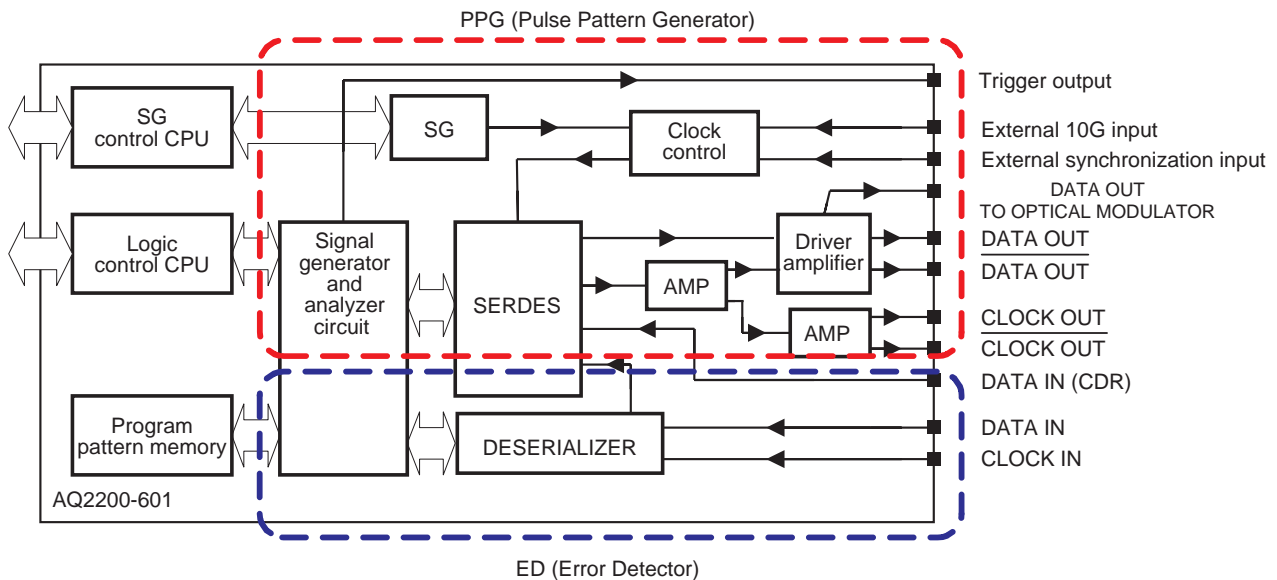 PPG (Pulse Pattern Generator)
Trigger output
SG
control CPU
SG
Clock
control
External 10G input
External synchronization input
DATA OUT
TO OPTICAL MODULATOR
Logic
control CPU
Signal
generator
and
analyzer
circuit
SERDES
AMP
Driver
amplifier
DATA OUT
DATA OUT
AMP
CLOCK OUT
CLOCK OUT
DATA IN (CDR)
Program
pattern memory
DESERIALIZER
DATA IN
CLOCK IN
AQ2200-601
ED (Error Detector)